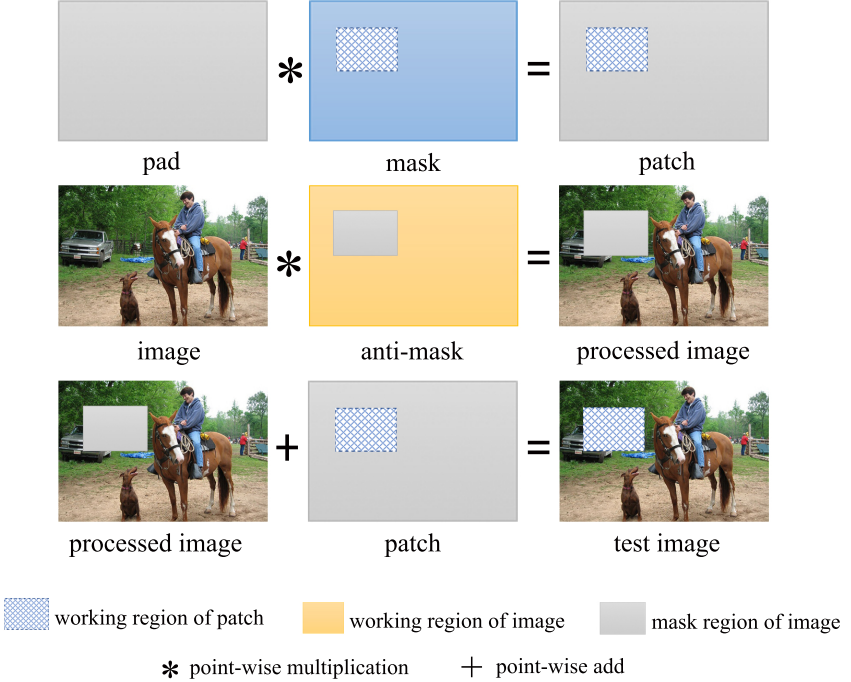 * =
pad mask patch
* =
image anti-mask processed image
+ =
processed image patch test image
working region of patch working region of image mask region of image
* point-wise multiplication + point-wise add